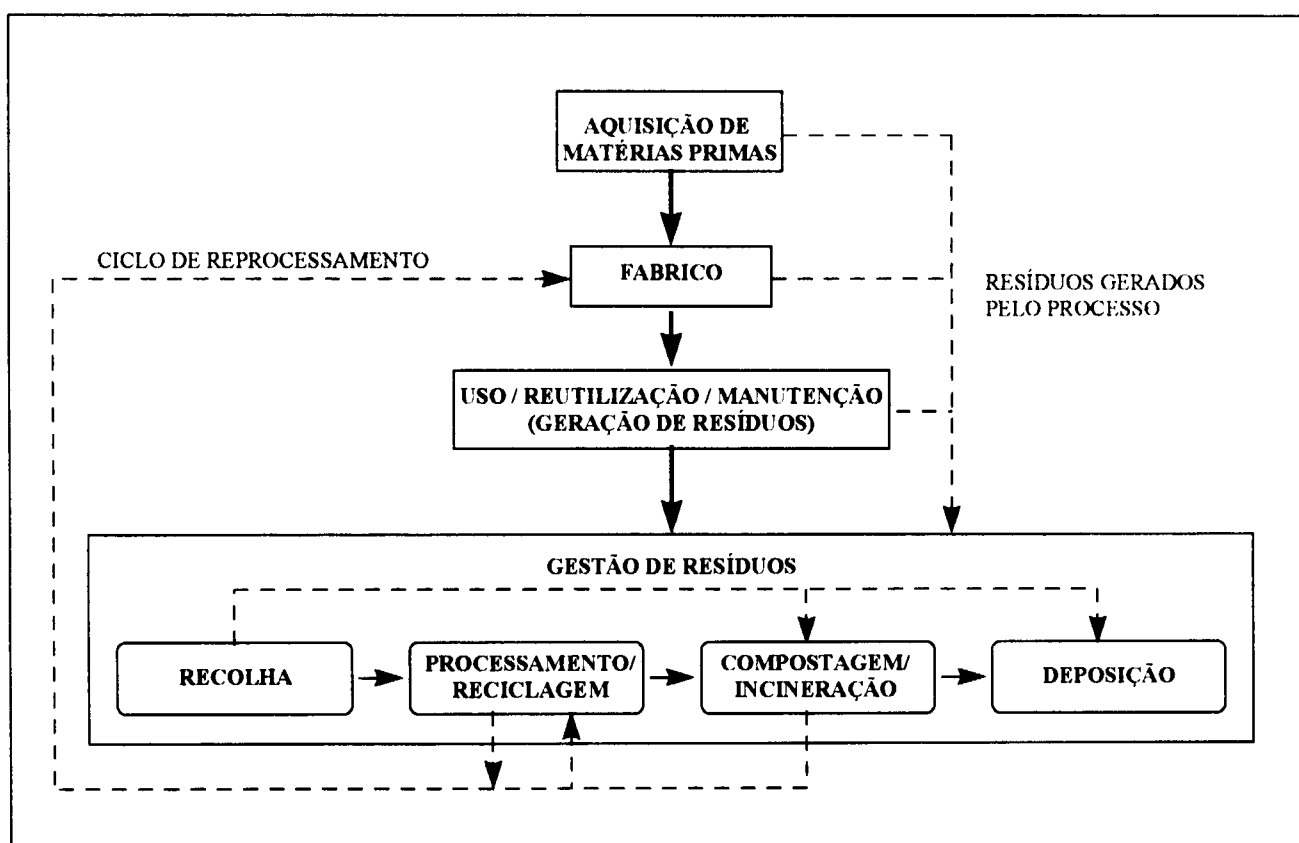 AQUISIÇÃO DE
MATÉRIAS PRIMAS
CICLO DE REPROCESSAMENTO
FABRICO
RESÍDUOS GERADOS
PELO PROCESSO
USO / REUTILIZAÇÃO / MANUTENÇÃO
(GERAÇÃO DE RESÍDUOS)
GESTÃO DE RESÍDUOS
RECOLHA
PROCESSAMENTO/
RECICLAGEM
COMPOSTAGEM/
INCINERAÇÃO
DEPOSIÇÃO